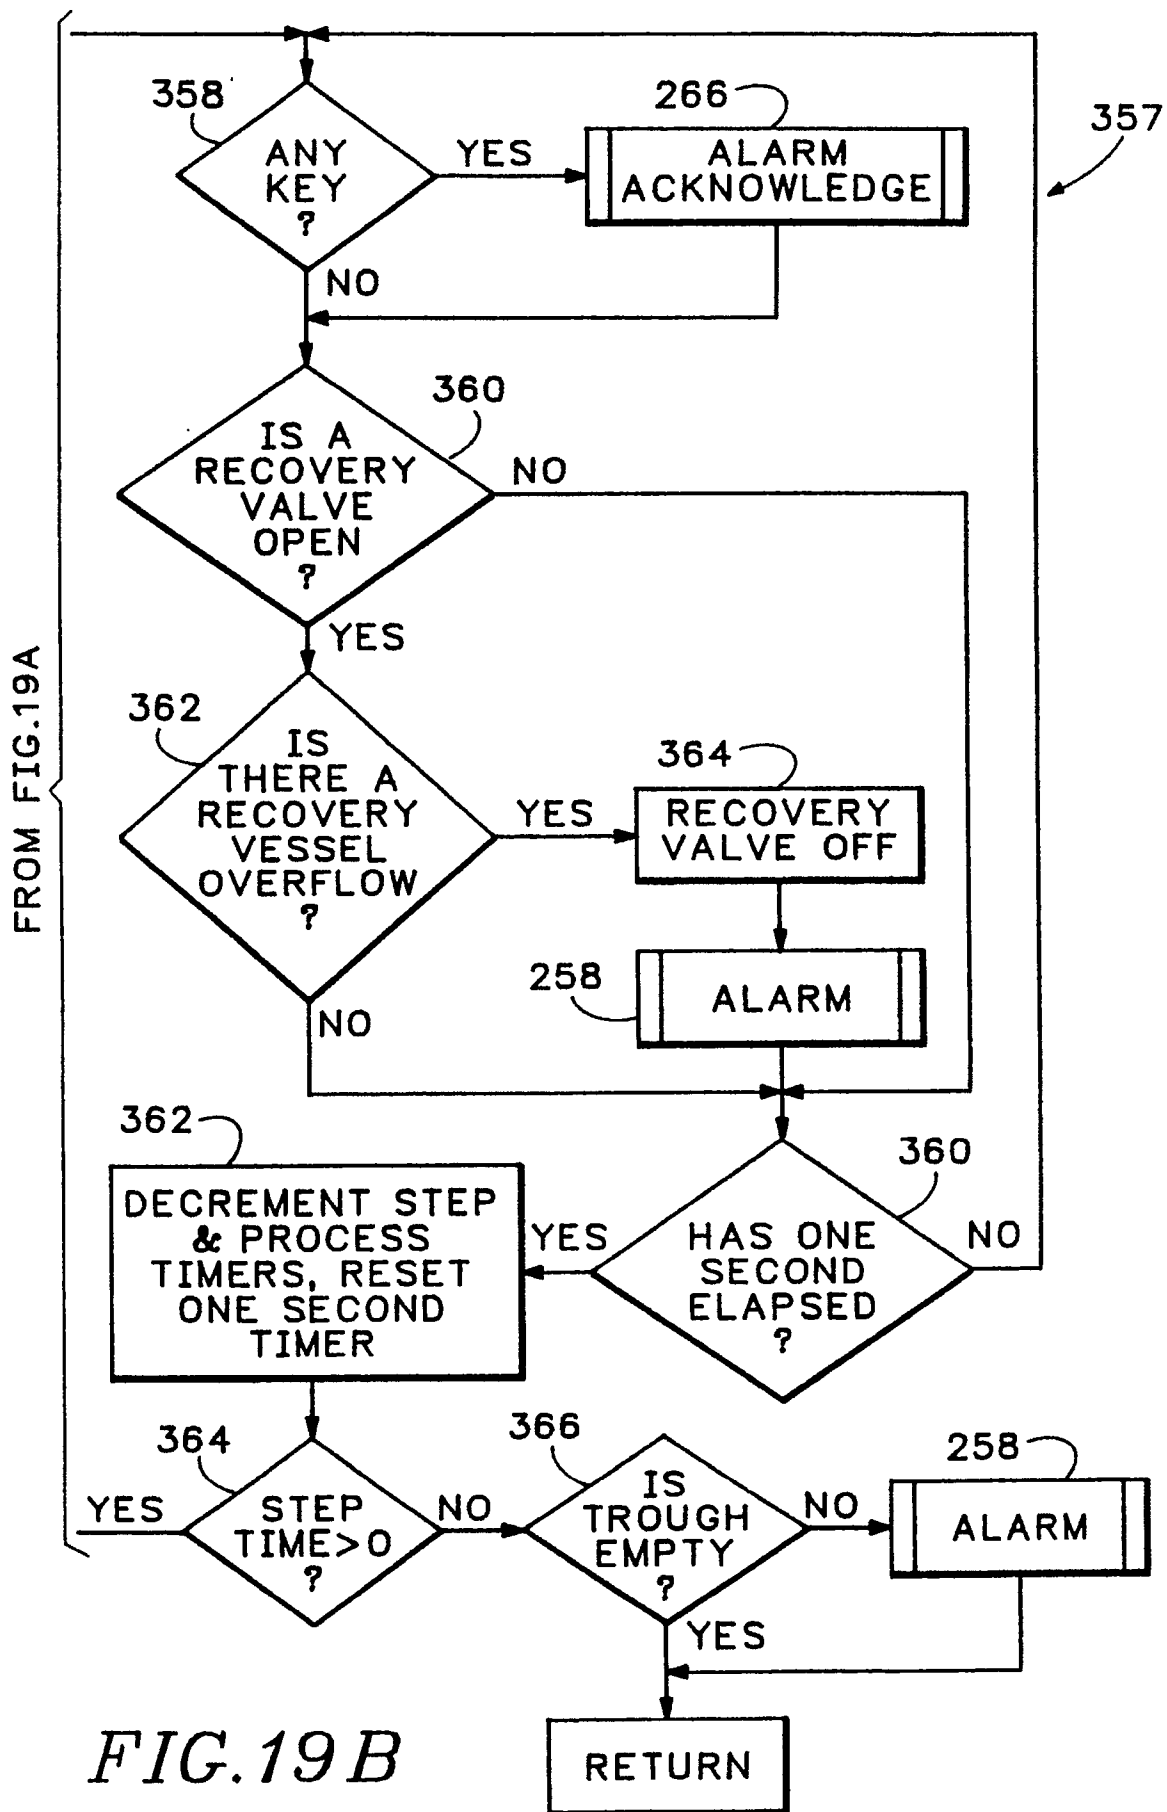 358
ANY
KEY
?
YES
266
ALARM
ACKNOWLEDGE
357
NO
360
IS A
RECOVERY
VALVE
OPEN
?
NO
YES
FROM FIG.19A
362
IS
THERE A
RECOVERY
VESSEL
OVERFLOW
?
YES
364
RECOVERY
VALVE OFF
258
ALARM
NO
362
DECREMENT STEP
& PROCESS
TIMERS, RESET
ONE SECOND
TIMER
YES
360
HAS ONE
SECOND
ELAPSED
?
NO
364
YES
STEP
TIME>0
?
NO
366
IS
TROUGH
EMPTY
?
NO
258
ALARM
YES
RETURN
FIG.19B